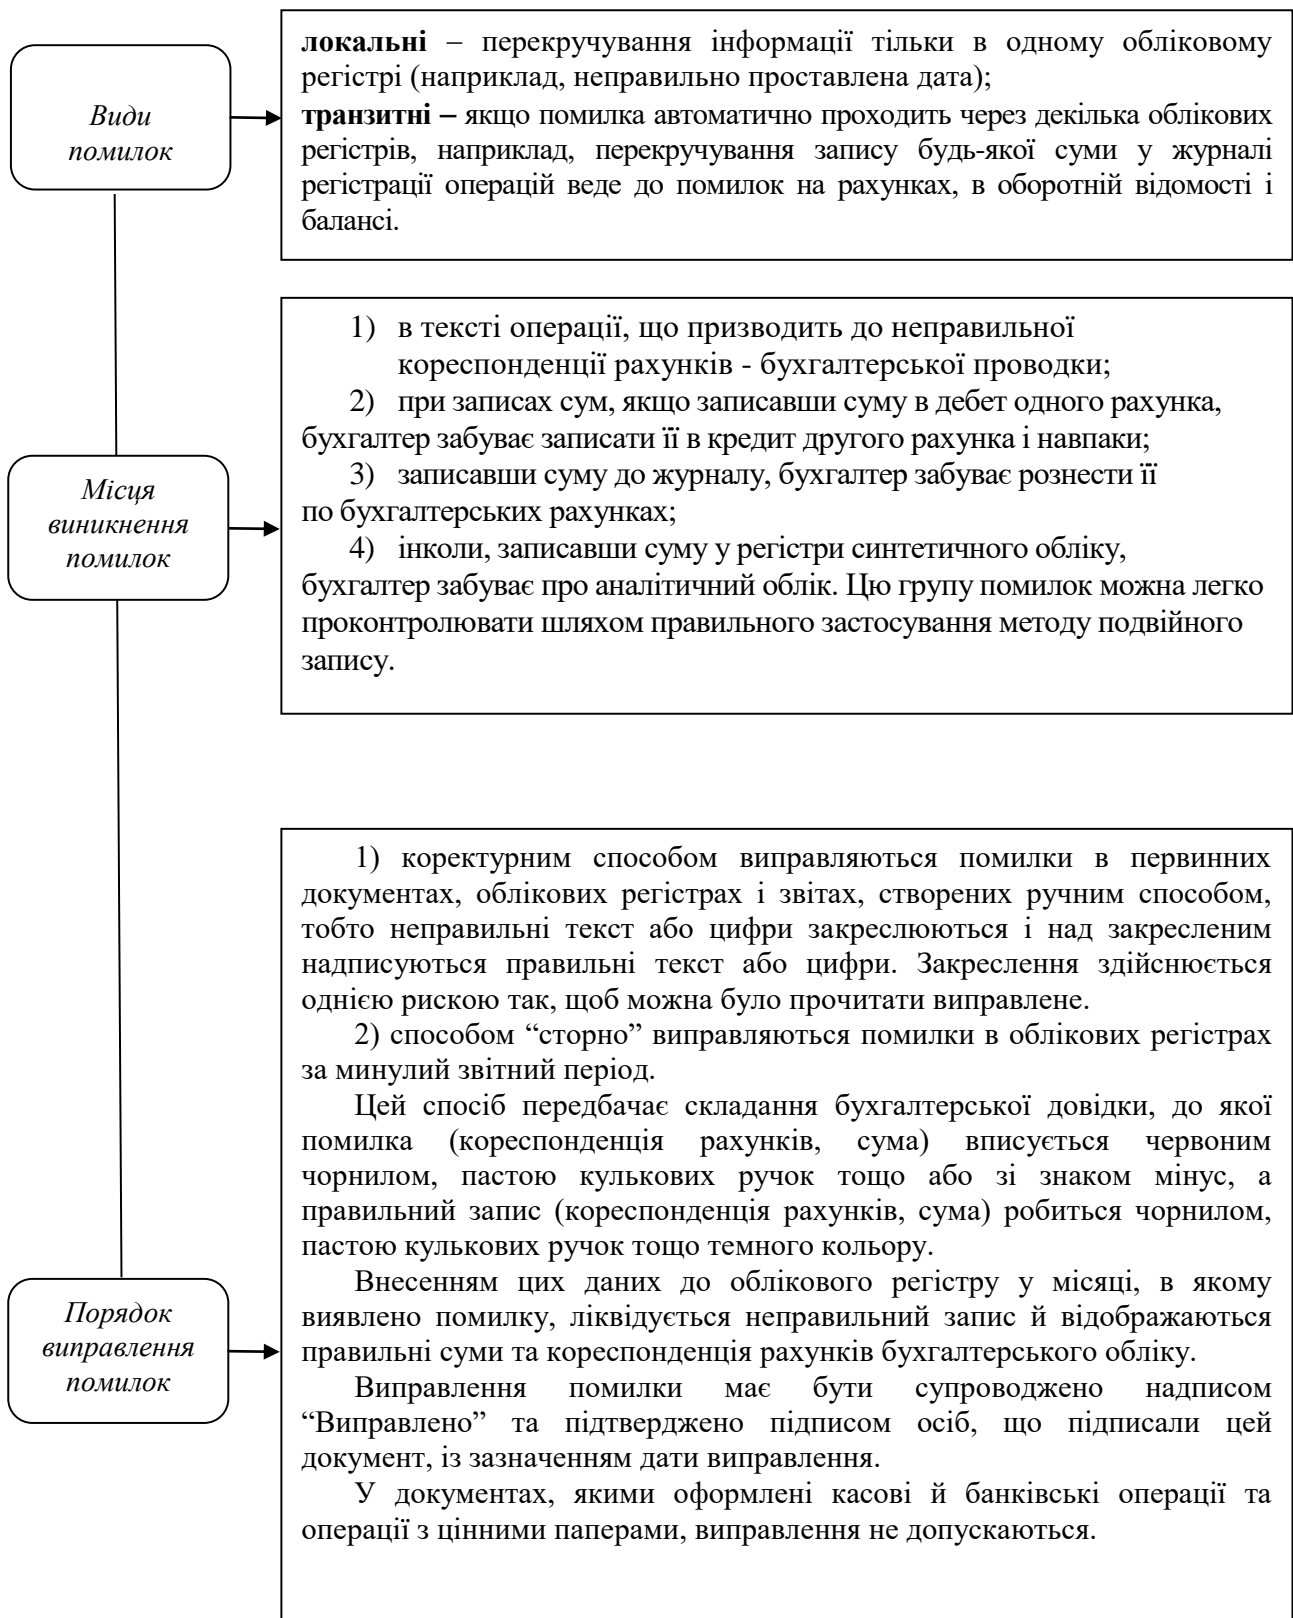 Види
помилок
локальні – перекручування інформації тільки в одному обліковому
регістрі (наприклад, неправильно проставлена дата);
транзитні – якщо помилка автоматично проходить через декілька облікових
регістрів, наприклад, перекручування запису будь-якої суми у журналі
регістрації операцій веде до помилок на рахунках, в оборотній відомості і
балансі.
Місця
виникнення
помилок
1) в тексті операції, що призводить до неправильної
кореспонденції рахунків - бухгалтерської проводки;
2) при записах сум, якщо записавши суму в дебет одного рахунка,
бухгалтер забуває записати її в кредит другого рахунка і навпаки;
3) записавши суму до журналу, бухгалтер забуває рознести її
по бухгалтерських рахунках;
4) інколи, записавши суму у регістри синтетичного обліку,
бухгалтер забуває про аналітичний облік. Цю групу помилок можна легко
проконтролювати шляхом правильного застосування методу подвійного
запису.
Порядок
виправлення
помилок
1) коректурним способом виправляються помилки в первинних
документах, облікових регістрах і звітах, створених ручним способом,
тобто неправильні текст або цифри закреслюються і над закресленим
надписуються правильні текст або цифри. Закреслення здійснюється
однією рискою так, щоб можна було прочитати виправлене.
2) способом “сторно” виправляються помилки в облікових регістрах
за минулий звітний період.
Цей спосіб передбачає складання бухгалтерської довідки, до якої
помилка (кореспонденція рахунків, сума) вписується червоним
чорнилом, пастою кулькових ручок тощо або зі знаком мінус, а
правильний запис (кореспонденція рахунків, сума) робиться чорнилом,
пастою кулькових ручок тощо темного кольору.
Внесенням цих даних до облікового регістру у місяці, в якому
виявлено помилку, ліквідується неправильний запис й відображаються
правильні суми та кореспонденція рахунків бухгалтерського обліку.
Виправлення помилки має бути супроводжено надписом
“Виправлено” та підтверджено підписом осіб, що підписали цей
документ, із зазначенням дати виправлення.
У документах, якими оформлені касові й банківські операції та
операції з цінними паперами, виправлення не допускаються.